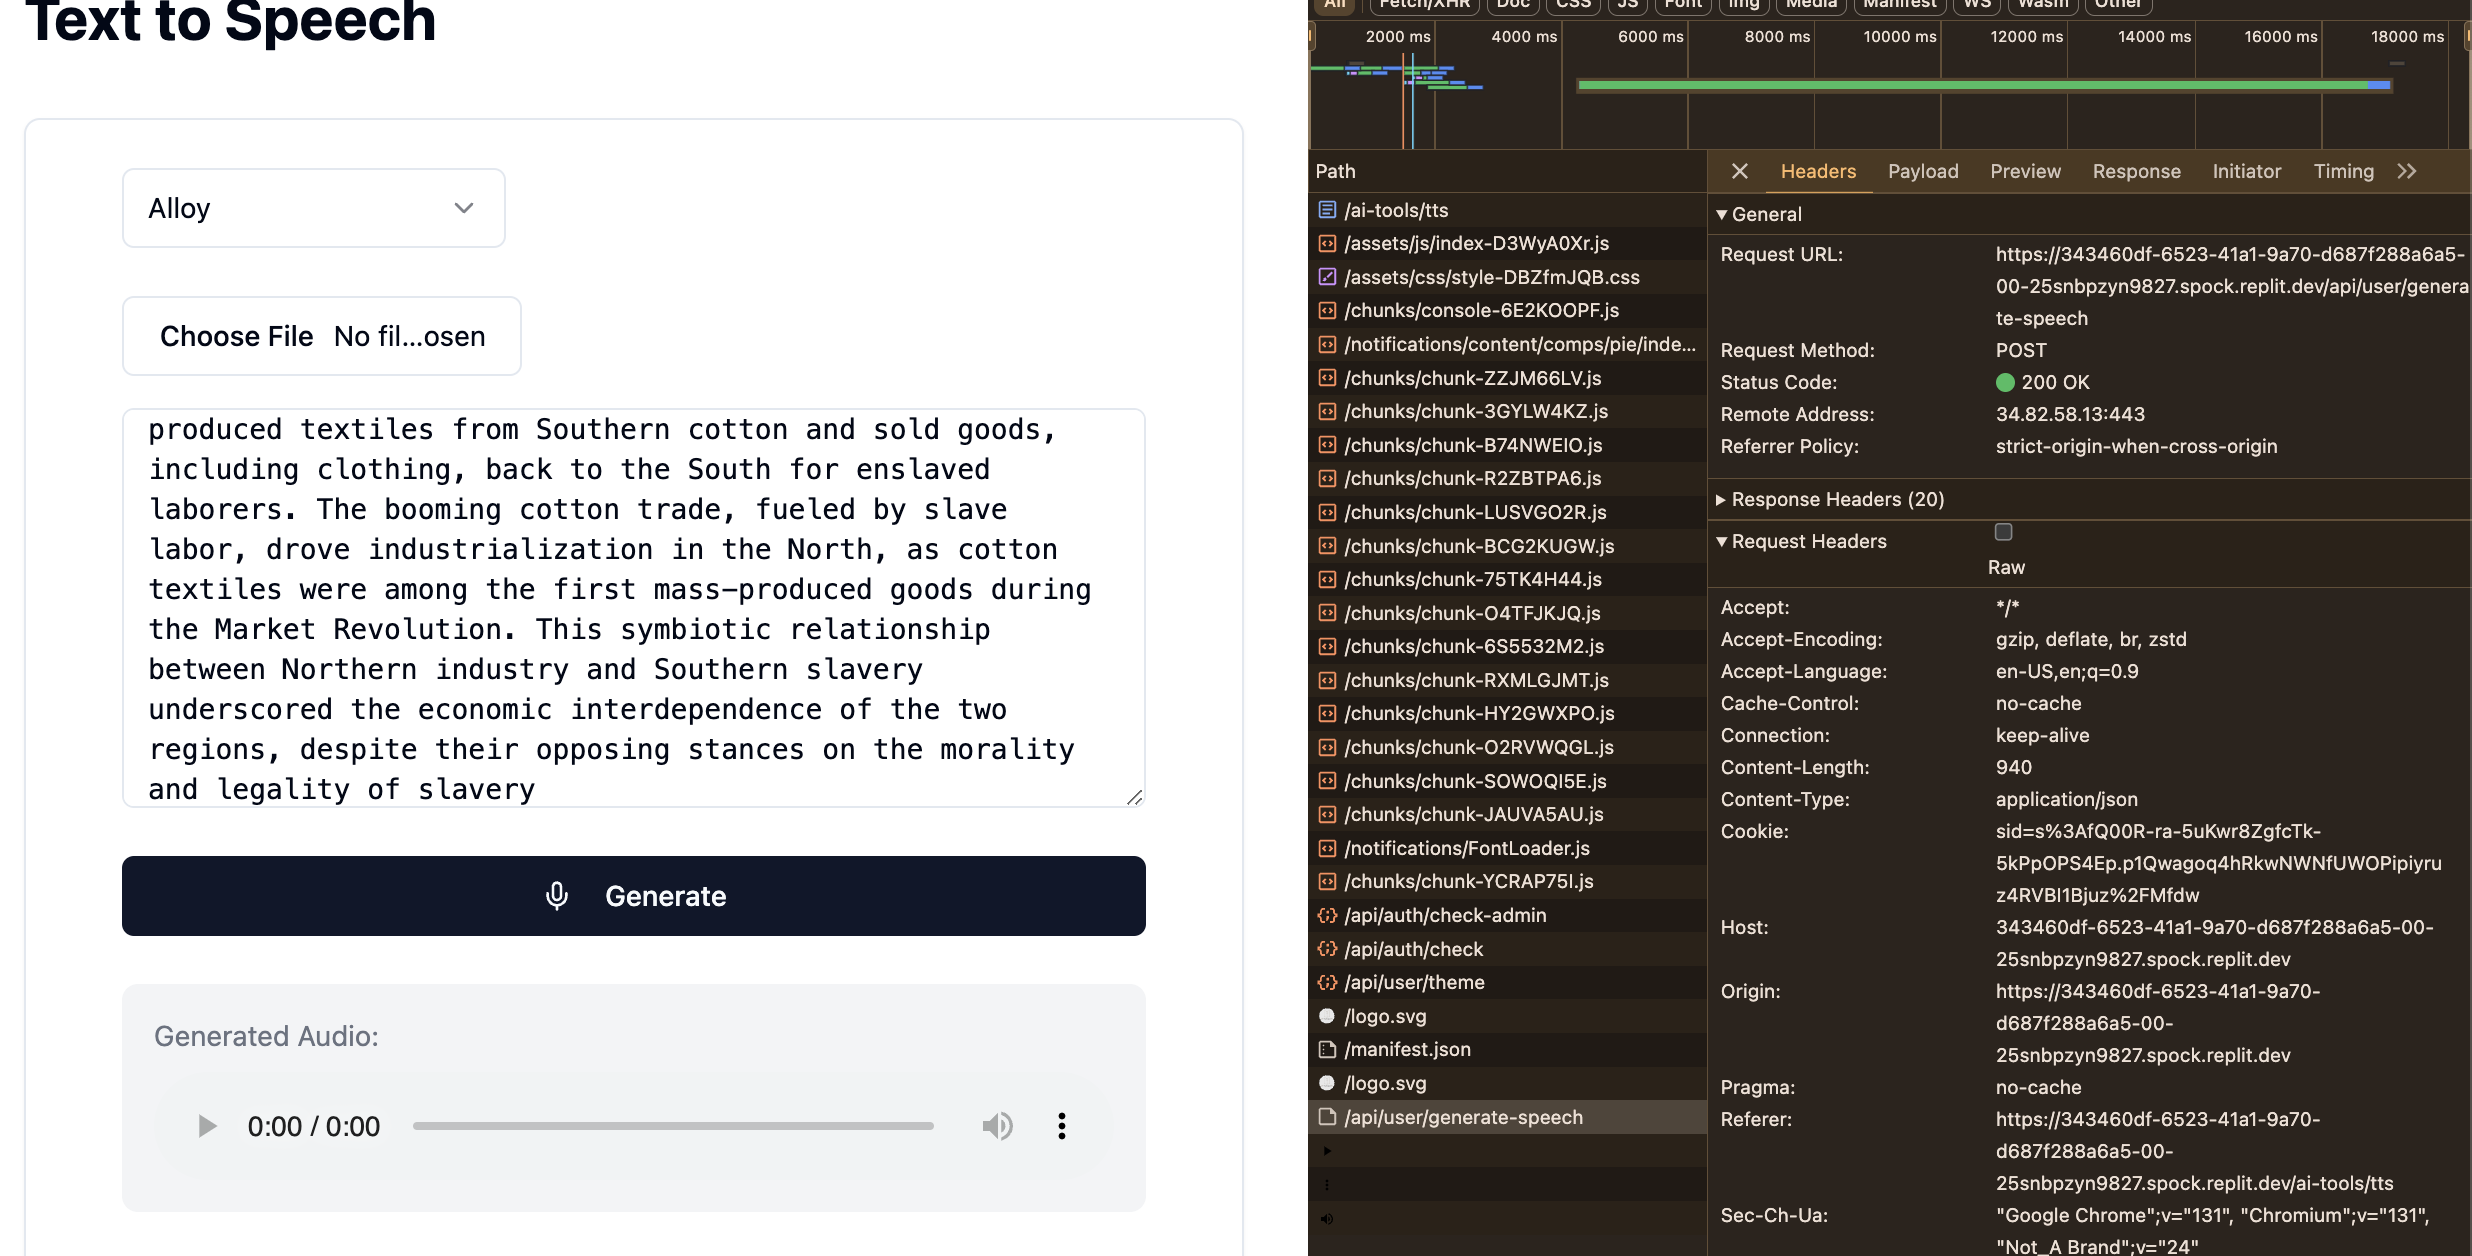 Text to Speech
Alloy
Choose File No fil...osen
produced textiles from Southern cotton and sold goods,
including clothing, back to the South for enslaved
laborers. The booming cotton trade, fueled by slave
labor, drove industrialization in the North, as cotton
textiles were among the first mass-produced goods during
the Market Revolution. This symbiotic relationship
between Northern industry and Southern slavery
underscored the economic interdependence of the two
regions, despite their opposing stances on the morality
and legality of slavery
Generate
Generated Audio:
0:00 / 0:00
All Fetch/XHR Doc CSS JS Font Img Media Manifest WS Wasm Other
2000 ms 4000 ms 6000 ms 8000 ms 10000 ms 12000 ms 14000 ms 16000 ms 18000 ms
Path
/ai-tools/tts
/assets/js/index-D3WyA0Xr.js
/assets/css/style-DBZfmJQB.css
/chunks/console-6E2KOOPF.js
/notifications/content/comps/pie/inde...
/chunks/chunk-ZZJM66LV.js
/chunks/chunk-3GYLW4KZ.js
/chunks/chunk-B74NWEIO.js
/chunks/chunk-R2ZBTPA6.js
/chunks/chunk-LUSVGO2R.js
/chunks/chunk-BCG2KUGW.js
/chunks/chunk-75TK4H44.js
/chunks/chunk-O4TFJKJQ.js
/chunks/chunk-6S5532M2.js
/chunks/chunk-RXMLGJMT.js
/chunks/chunk-HY2GWXPO.js
/chunks/chunk-O2RVWQGL.js
/chunks/chunk-SOWOQI5E.js
/chunks/chunk-JAUVA5AU.js
/notifications/FontLoader.js
/chunks/chunk-YCRAP75I.js
/api/auth/check-admin
/api/auth/check
/api/user/theme
/logo.svg
/manifest.json
/logo.svg
/api/user/generate-speech
Headers Payload Preview Response Initiator Timing
General
Request URL: https://343460df-6523-41a1-9a70-d687f288a6a5-
00-25snbpzyn9827.spock.replit.dev/api/user/genera
te-speech
Request Method: POST
Status Code: 200 OK
Remote Address: 34.82.58.13:443
Referrer Policy: strict-origin-when-cross-origin
Response Headers (20)
Request Headers
Raw
Accept: */*
Accept-Encoding: gzip, deflate, br, zstd
Accept-Language: en-US,en;q=0.9
Cache-Control: no-cache
Connection: keep-alive
Content-Length: 940
Content-Type: application/json
Cookie: sid=s%3AfQ00R-ra-5uKwr8ZgfcTk-
5kPpOPS4Ep.p1Qwagoq4hRkwNWNfUWOPipiyru
z4RVBl1Bjuz%2FMfdw
Host: 343460df-6523-41a1-9a70-d687f288a6a5-00-
25snbpzyn9827.spock.replit.dev
Origin: https://343460df-6523-41a1-9a70-
d687f288a6a5-00-
25snbpzyn9827.spock.replit.dev
Pragma: no-cache
Referer: https://343460df-6523-41a1-9a70-
d687f288a6a5-00-
25snbpzyn9827.spock.replit.dev/ai-tools/tts
Sec-Ch-Ua: "Google Chrome";v="131", "Chromium";v="131",
"Not_A Brand";v="24"